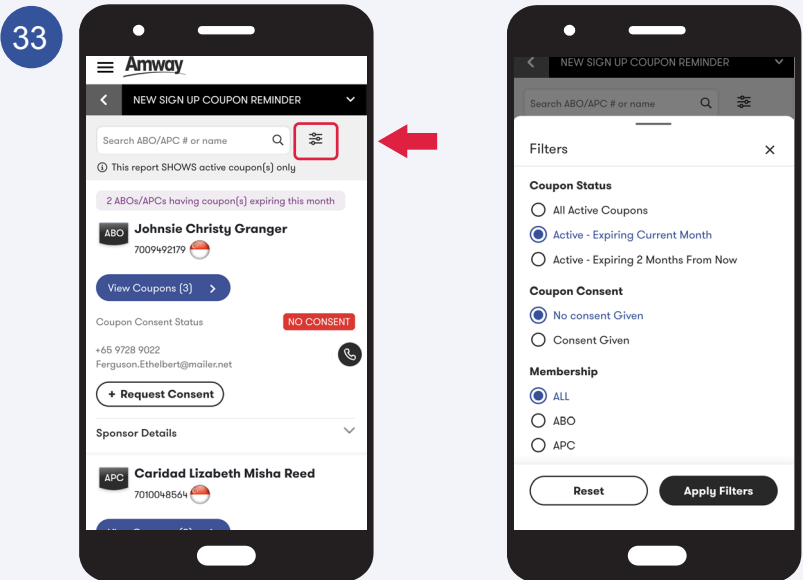 33
Amway
NEW SIGN UP COUPON REMINDER
Search ABO/APC # or name
This report SHOWS active coupon(s) only
2 ABOs/APCs having coupon(s) expiring this month
ABO
Johnsie Christy Granger
7009492179
View Coupons (3)
Coupon Consent Status
NO CONSENT
+65 9728 9022
Ferguson.Ethelbert@mailer.net
+ Request Consent
Sponsor Details
APC
Caridad Lizabeth Misha Reed
7010048564
NEW SIGN UP COUPON REMINDER
Search ABO/APC # or name
Filters
Coupon Status
All Active Coupons
Active - Expiring Current Month
Active - Expiring 2 Months From Now
Coupon Consent
No consent Given
Consent Given
Membership
ALL
ABO
APC
Reset
Apply Filters